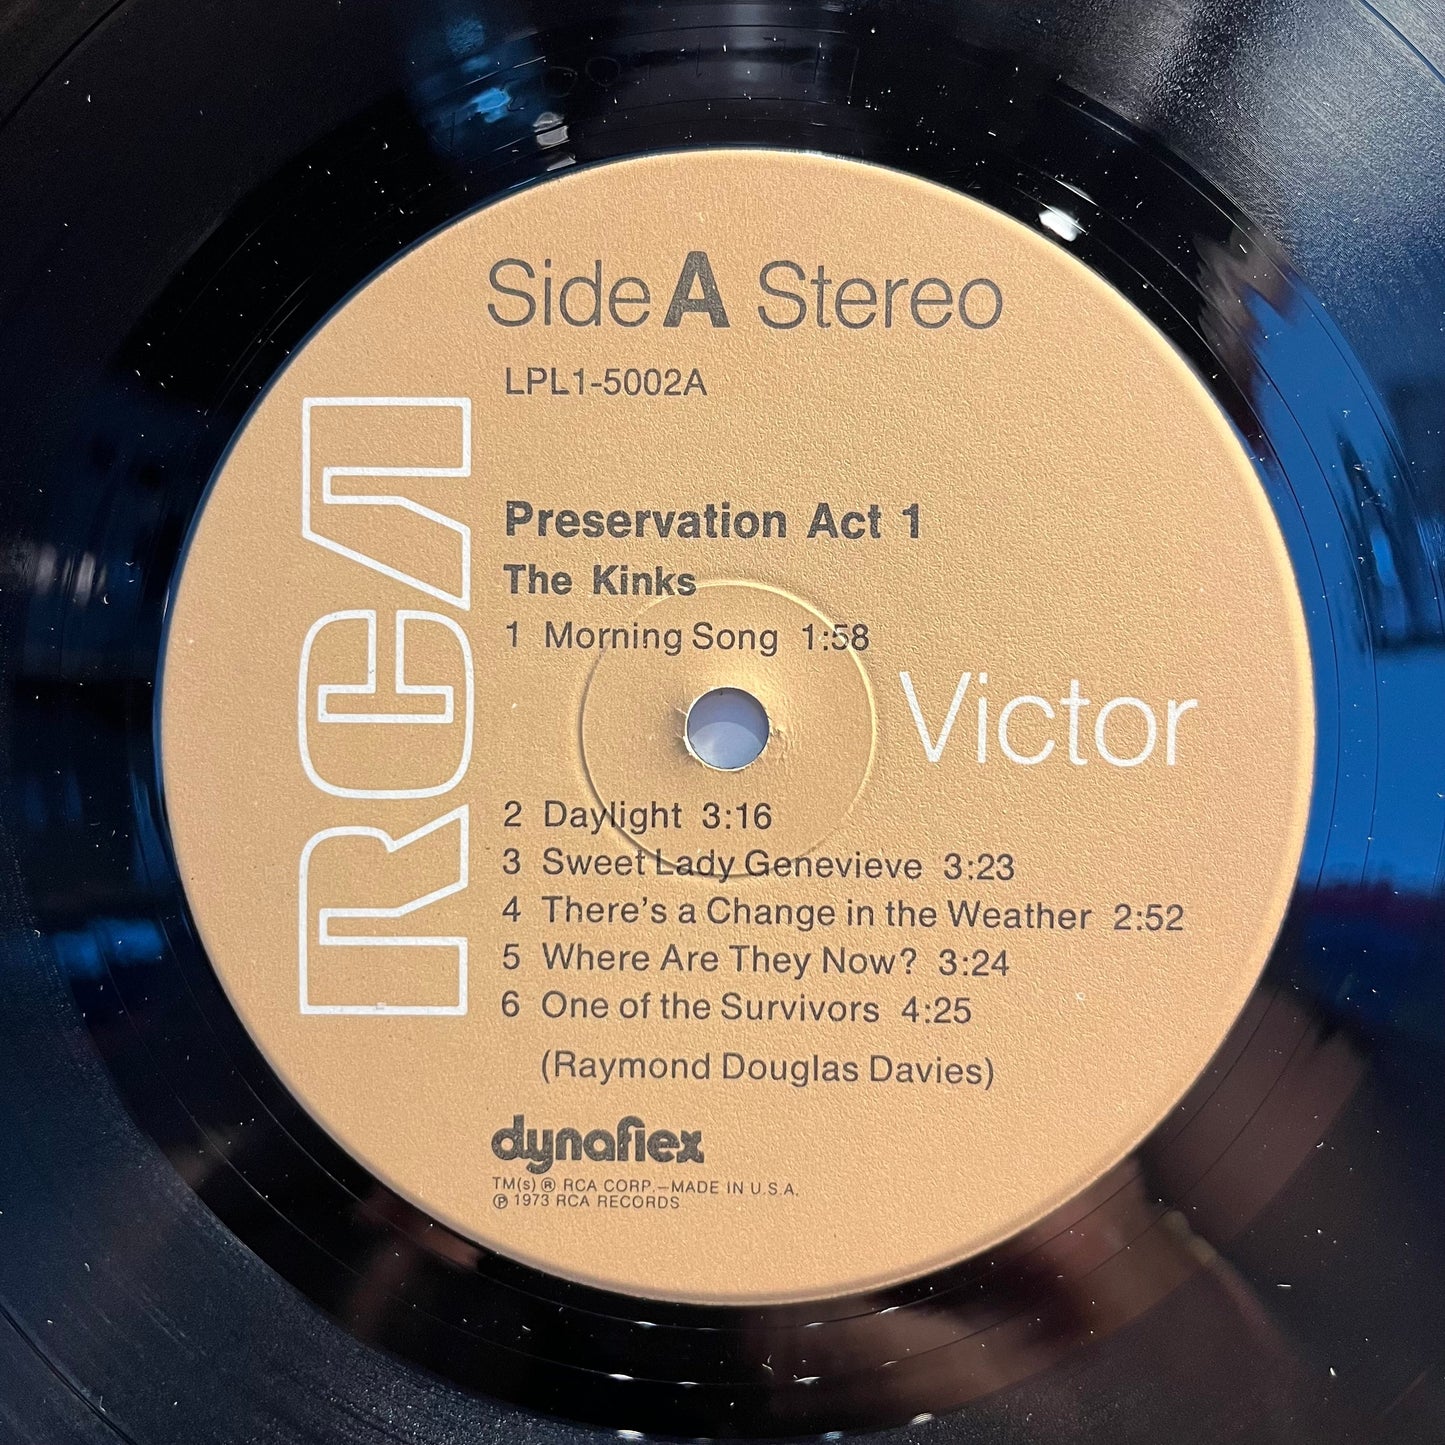 Side A Stereo
LPL1-5002A
RCA
Preservation Act 1
The Kinks
1 Morning Song 1:58
Victor
2 Daylight 3:16
3 Sweet Lady Genevieve 3:23
4 There's a Change in the Weather 2:52
5 Where Are They Now? 3:24
6 One of the Survivors 4:25
(Raymond Douglas Davies)
dynaflex
TM(s) ® RCA CORP.—MADE IN U.S.A.
℗ 1973 RCA RECORDS